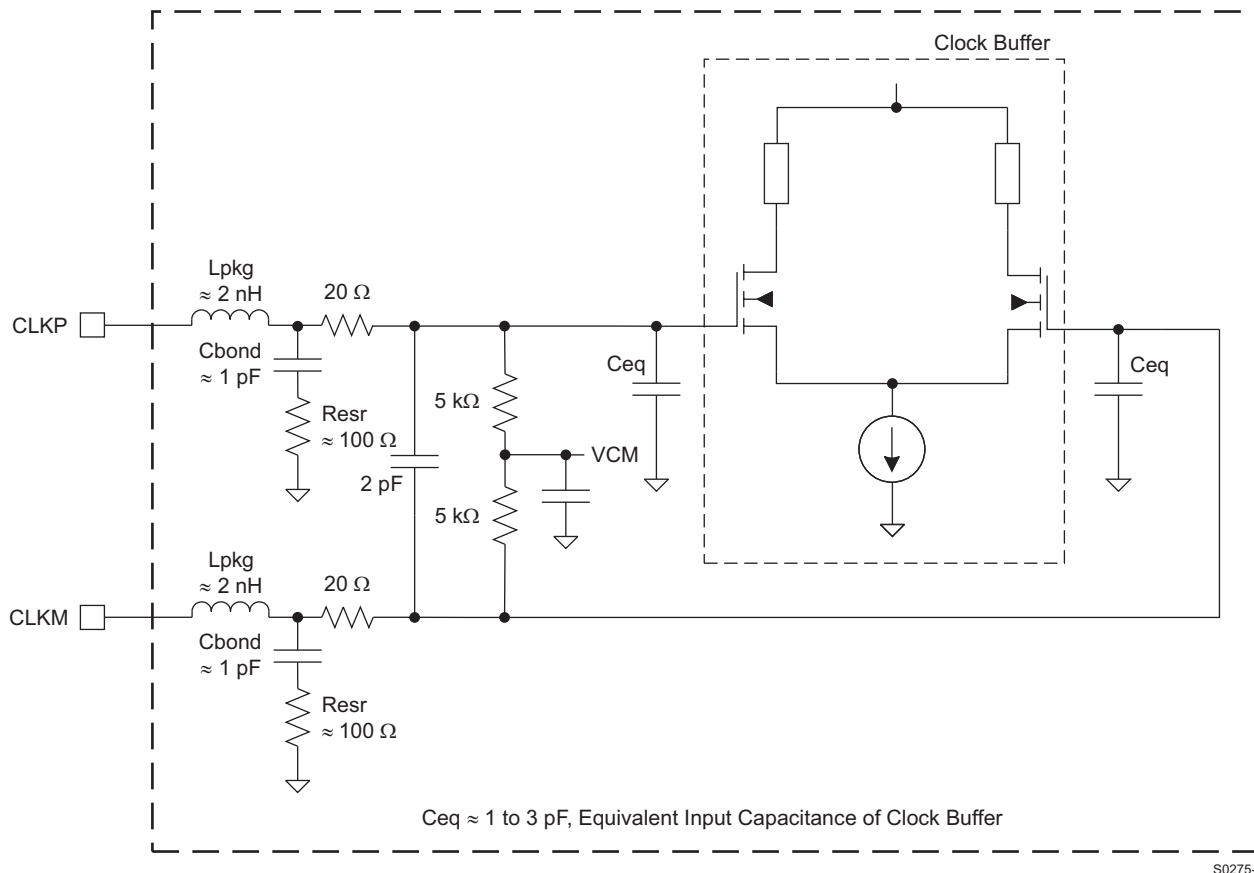 Clock Buffer
Lpkg
≈ 2 nH
20 Ω
CLKP
Cbond
≈ 1 pF
Resr
≈ 100 Ω
2 pF
5 kΩ
VCM
5 kΩ
Ceq
Ceq
Lpkg
≈ 2 nH
20 Ω
CLKM
Cbond
≈ 1 pF
Resr
≈ 100 Ω
Ceq ≈ 1 to 3 pF, Equivalent Input Capacitance of Clock Buffer
S0275-